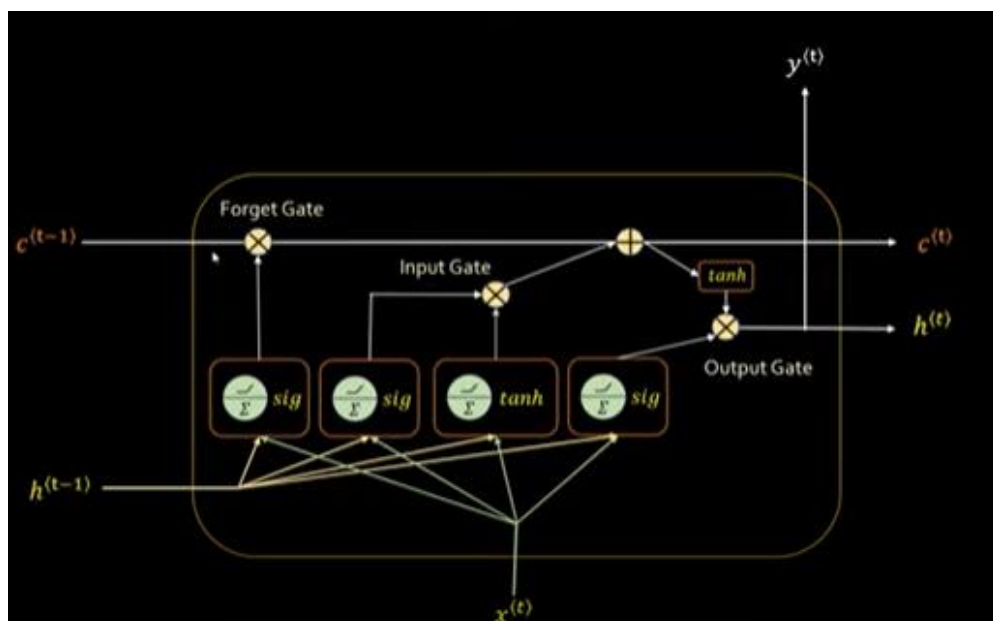 y⟨t⟩
Forget Gate
c⟨t−1⟩
c⟨t⟩
Input Gate
tanh
h⟨t⟩
Output Gate
Σ sig
Σ sig
Σ tanh
Σ sig
h⟨t−1⟩
x⟨t⟩